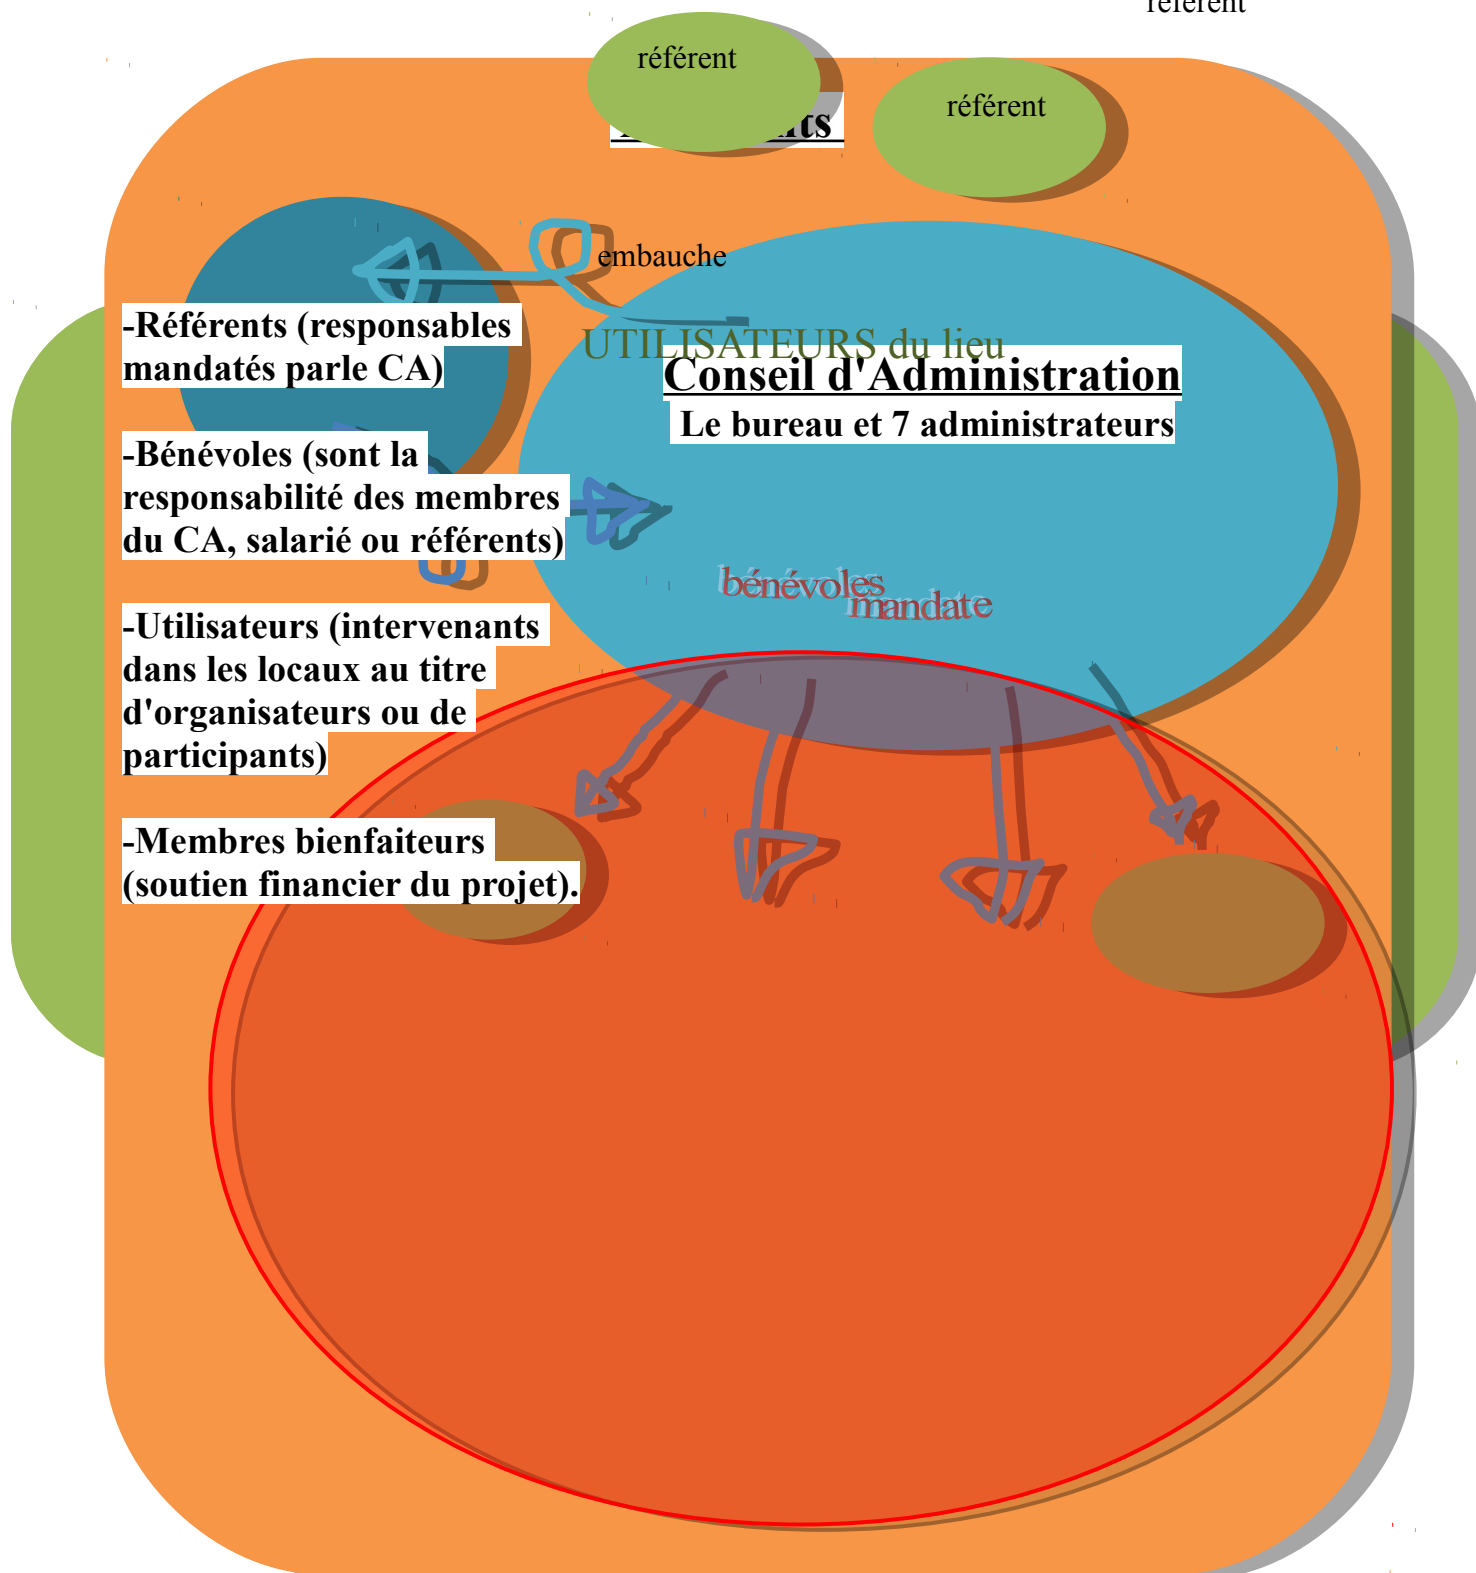 référent
référent
référent
embauche
-Référents (responsables
mandatés parle CA)
UTILISATEURS du lieu
Conseil d'Administration
Le bureau et 7 administrateurs
-Bénévoles (sont la
responsabilité des membres
du CA, salarié ou référents)
bénévoles
mandate
-Utilisateurs (intervenants
dans les locaux au titre
d'organisateurs ou de
participants)
-Membres bienfaiteurs
(soutien financier du projet).